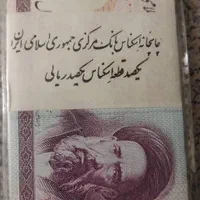 چاپخانه اسکناس بانک مرکزی جمهوری اسلامی ایران
یکصد قطعه اسکناس یکصد ریالی